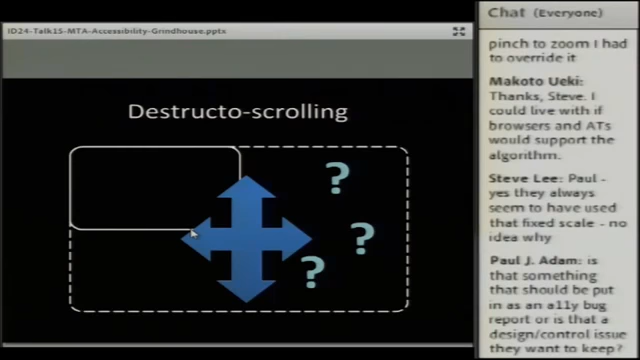 ID24-Talk15-MTA-Accessibility-Grindhouse.pptx
Destructo-scrolling
?
?
?
Chat (Everyone)
pinch to zoom I had
to override it
Makoto Ueki:
Thanks, Steve. I
could live with if
browsers and ATs
would support the
algorithm.
Steve Lee: Paul -
yes they always
seem to have used
that fixed scale - no
idea why
Paul J. Adam: is
that something
that should be put
in as an a11y bug
report or is that a
design/control issue
they want to keep?